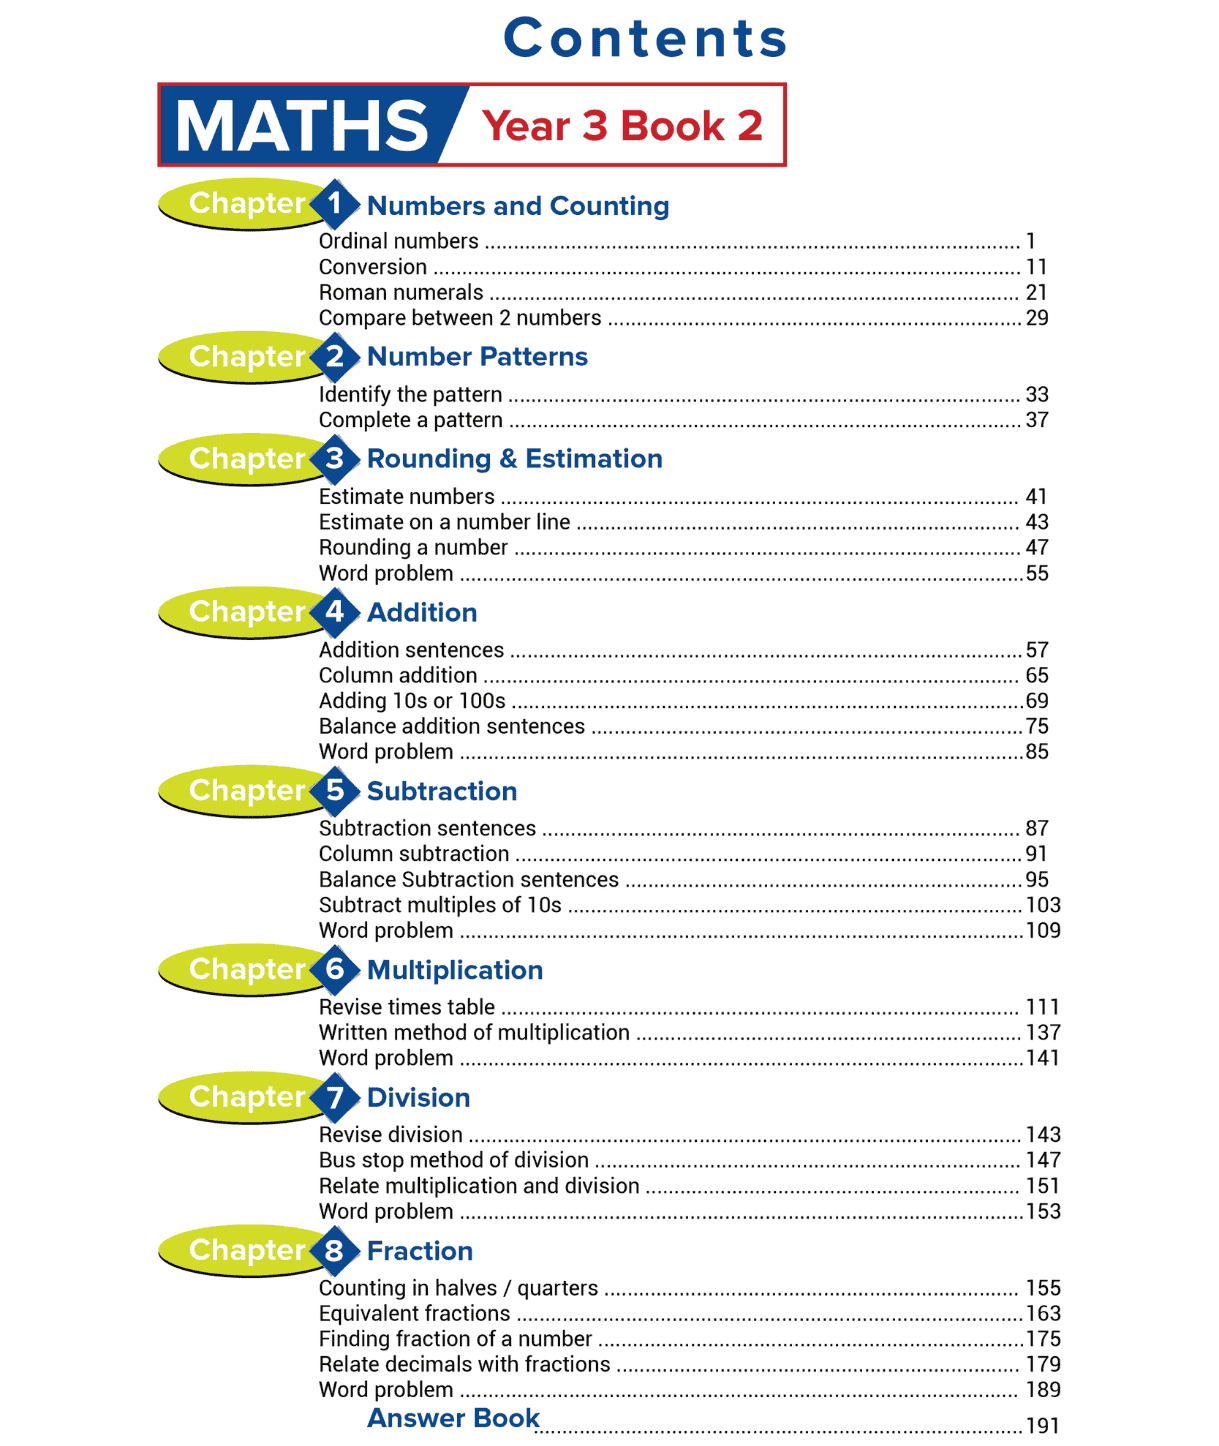 Contents
MATHS Year 3 Book 2
Chapter 1 Numbers and Counting
Ordinal numbers ........ 1
Conversion ........ 11
Roman numerals ........ 21
Compare between 2 numbers ........ 29
Chapter 2 Number Patterns
Identify the pattern ........ 33
Complete a pattern ........ 37
Chapter 3 Rounding & Estimation
Estimate numbers ........ 41
Estimate on a number line ........ 43
Rounding a number ........ 47
Word problem ........ 55
Chapter 4 Addition
Addition sentences ........ 57
Column addition ........ 65
Adding 10s or 100s ........ 69
Balance addition sentences ........ 75
Word problem ........ 85
Chapter 5 Subtraction
Subtraction sentences ........ 87
Column subtraction ........ 91
Balance Subtraction sentences ........ 95
Subtract multiples of 10s ........ 103
Word problem ........ 109
Chapter 6 Multiplication
Revise times table ........ 111
Written method of multiplication ........ 137
Word problem ........ 141
Chapter 7 Division
Revise division ........ 143
Bus stop method of division ........ 147
Relate multiplication and division ........ 151
Word problem ........ 153
Chapter 8 Fraction
Counting in halves / quarters ........ 155
Equivalent fractions ........ 163
Finding fraction of a number ........ 175
Relate decimals with fractions ........ 179
Word problem ........ 189
Answer Book ........ 191